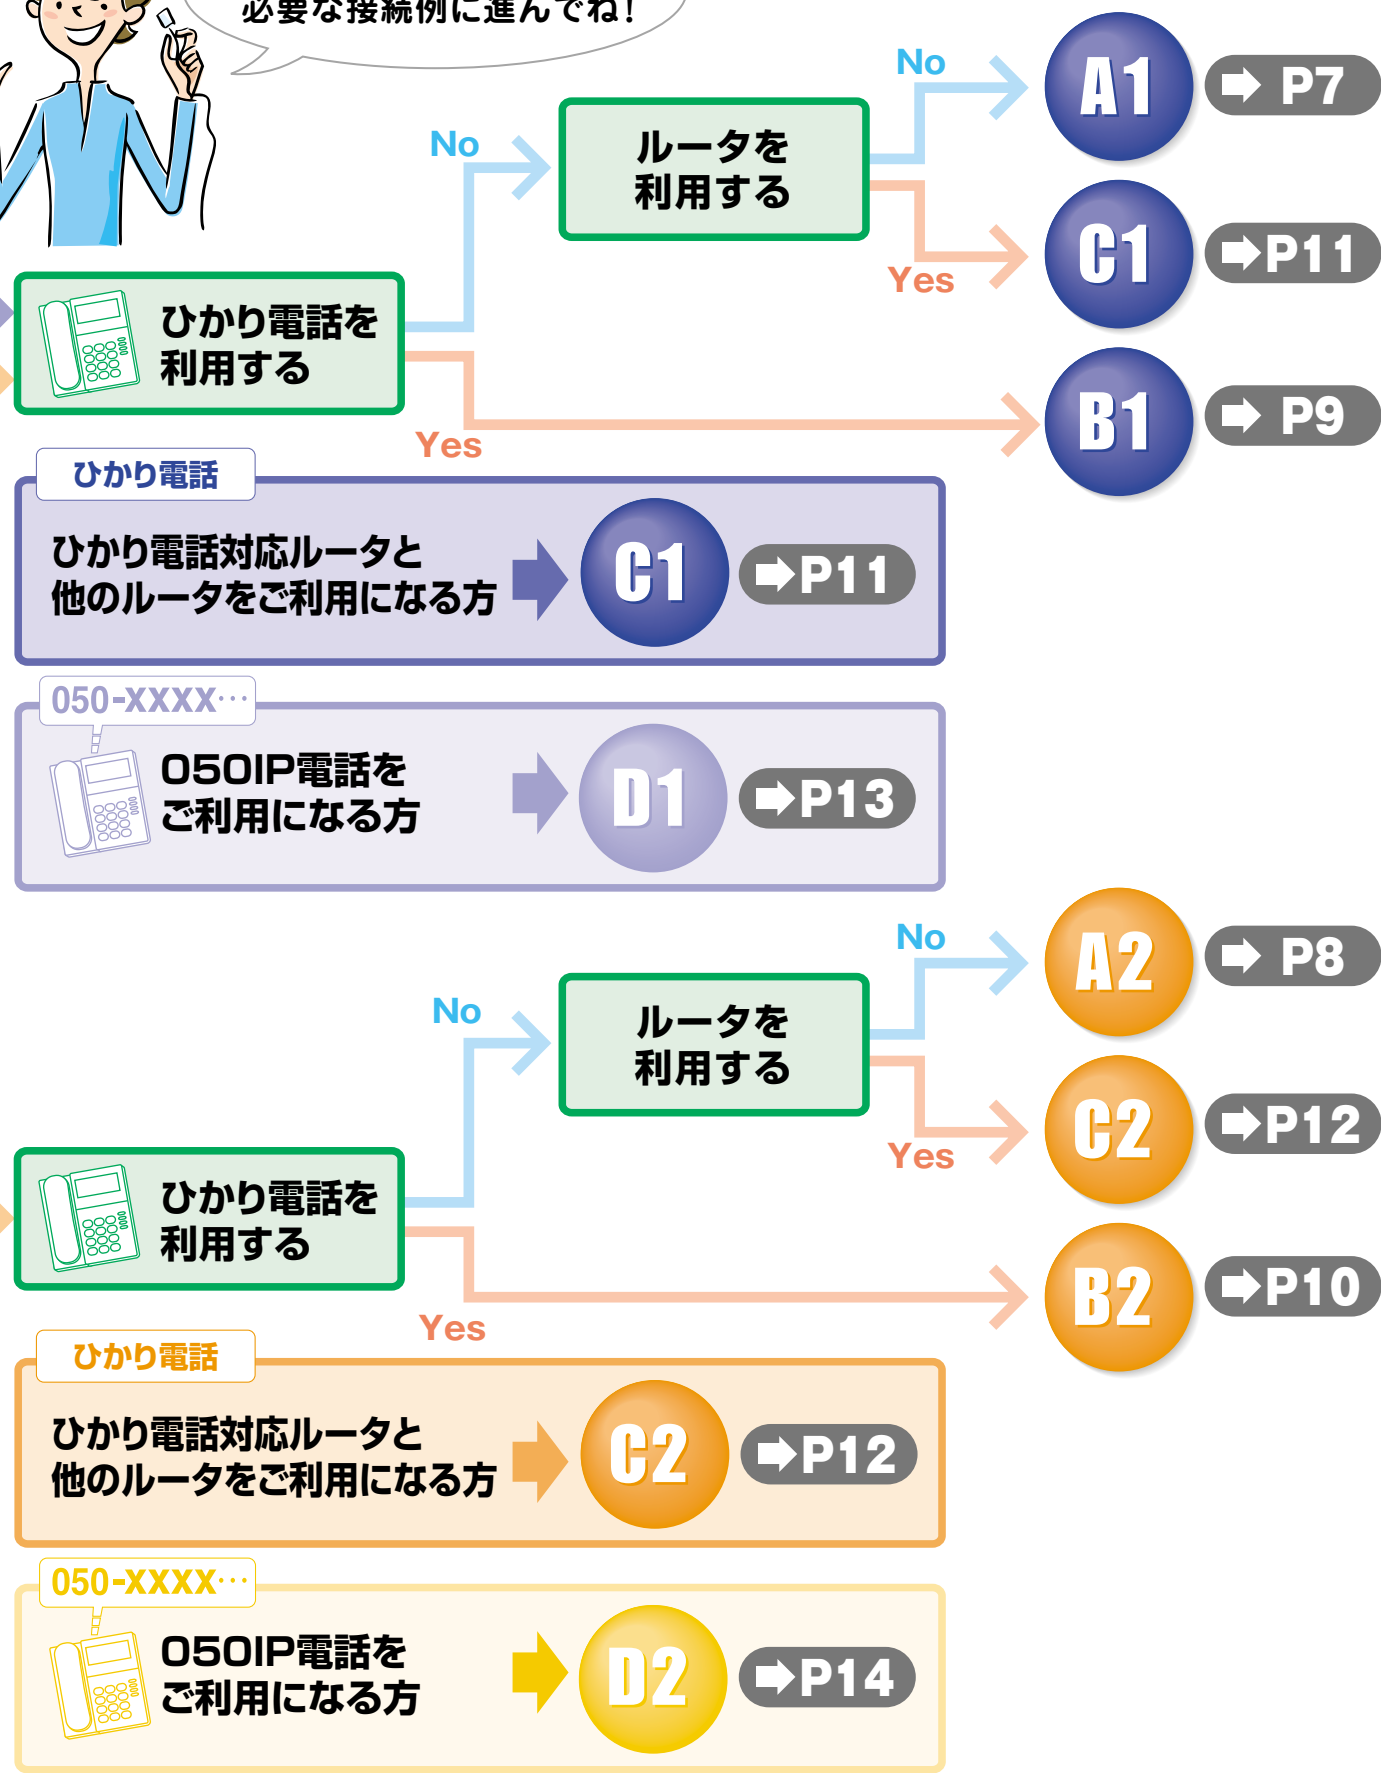 必要な接続例に進んでね!
No
A1
P7
No
ルータを
利用する
C1
P11
Yes
ひかり電話を
利用する
B1
P9
Yes
ひかり電話
ひかり電話対応ルータと
他のルータをご利用になる方
C1
P11
050-XXXX…
050IP電話を
ご利用になる方
D1
P13
No
A2
P8
No
ルータを
利用する
C2
P12
Yes
ひかり電話を
利用する
B2
P10
Yes
ひかり電話
ひかり電話対応ルータと
他のルータをご利用になる方
C2
P12
050-XXXX…
050IP電話を
ご利用になる方
D2
P14